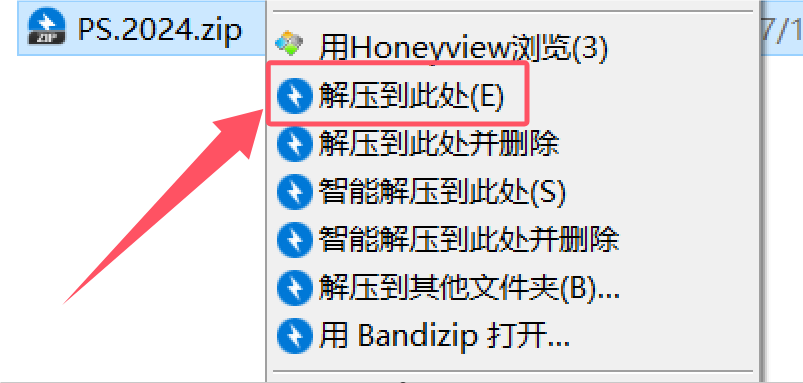 PS.2024.zip
ZIP
7/1
用Honeyview浏览(3)
解压到此处(E)
解压到此处并删除
智能解压到此处(S)
智能解压到此处并删除
解压到其他文件夹(B)...
用 Bandizip 打开...